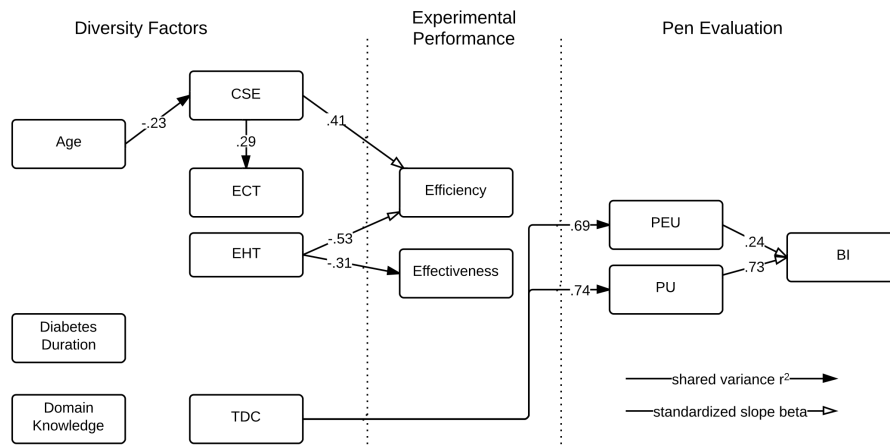 Diversity Factors
Experimental
Performance
Pen Evaluation
CSE
-.23
.41
Age
.29
ECT
Efficiency
EHT
-.53
-.31
Effectiveness
.69
PEU
.24
BI
.73
.74
PU
Diabetes
Duration
shared variance r²
standardized slope beta
Domain
Knowledge
TDC